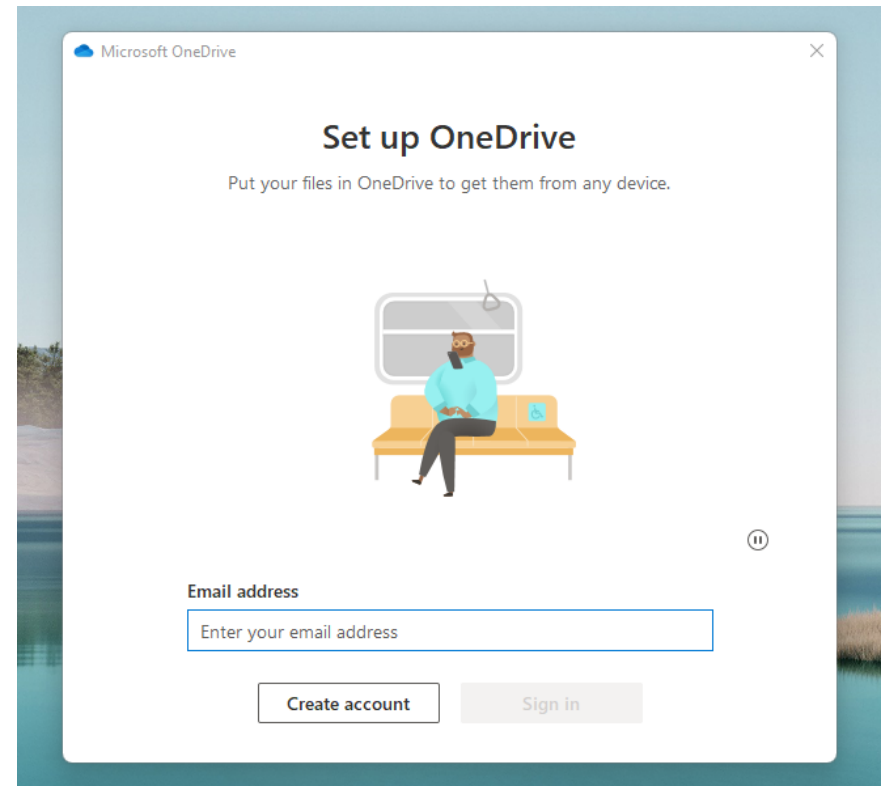 Microsoft OneDrive
Set up OneDrive
Put your files in OneDrive to get them from any device.
Email address
Enter your email address
Create account
Sign in